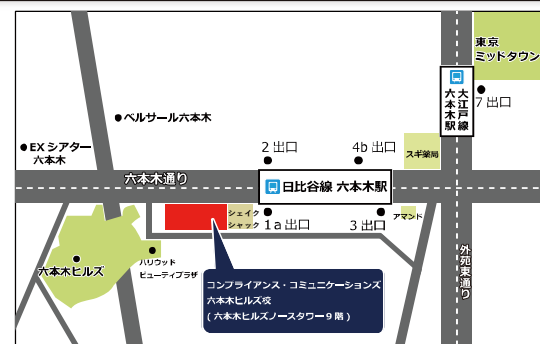 東京
ミッドタウン
大江戸線
六本木駅
7出口
ベルサール六本木
EXシアター
六本木
2出口
4b出口
スギ薬局
六本木通り
日比谷線 六本木駅
シェイク
シャック
1a出口
3出口
アマンド
六本木ヒルズ
ハリウッド
ビューティプラザ
外苑東通り
コンプライアンス・コミュニケーションズ
六本木ヒルズ校
(六本木ヒルズノースタワー9階)